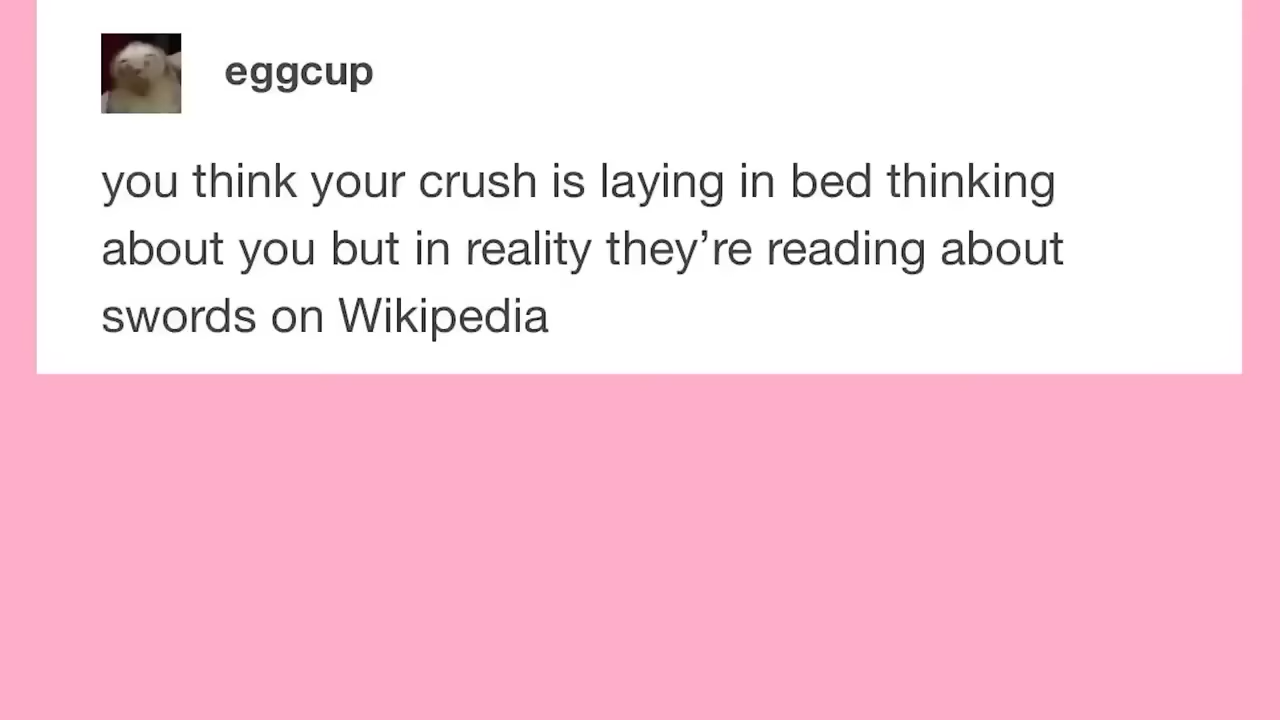 eggcup
you think your crush is laying in bed thinking
about you but in reality they’re reading about
swords on Wikipedia